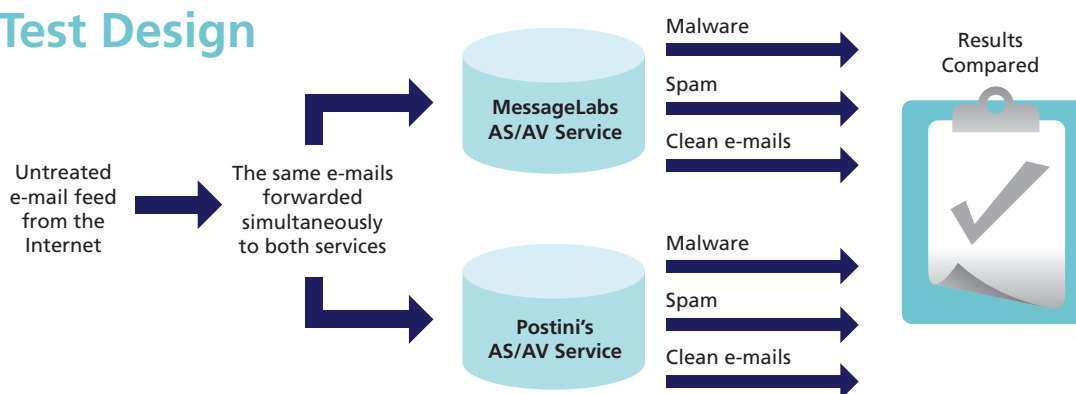 Test Design
Untreated
e-mail feed
from the
Internet
The same e-mails
forwarded
simultaneously
to both services
MessageLabs
AS/AV Service
Malware
Spam
Clean e-mails
Postini's
AS/AV Service
Malware
Spam
Clean e-mails
Results
Compared